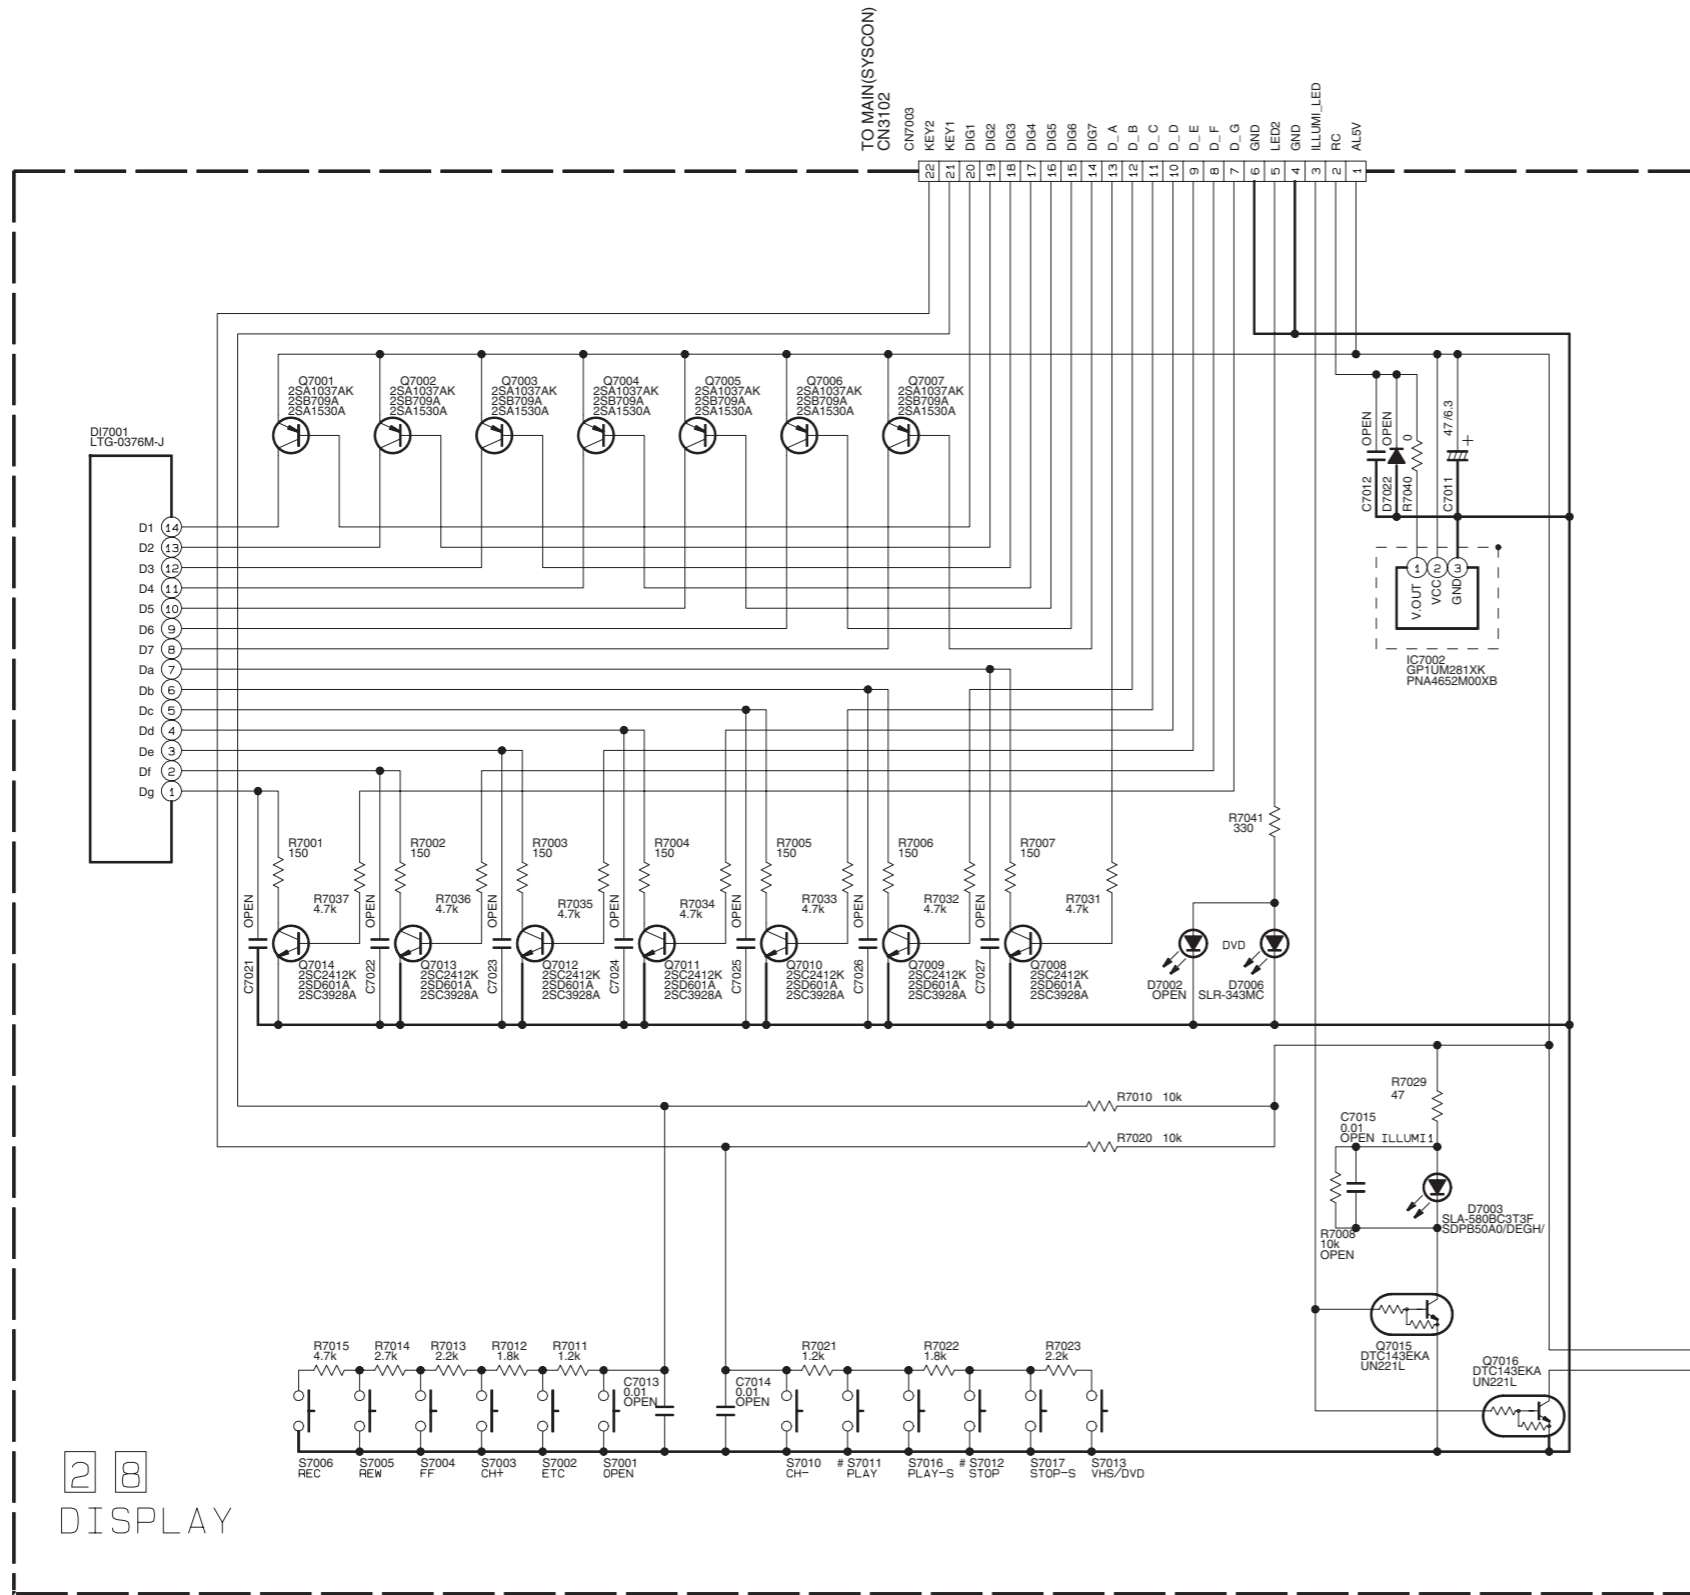 TO MAIN(SYSCON)
CN3102
CN7003
22 KEY2
21 KEY1
20 DIG1
19 DIG2
18 DIG3
17 DIG4
16 DIG5
15 DIG6
14 DIG7
13 D_A
12 D_B
11 D_C
10 D_D
9 D_E
8 D_F
7 D_G
6 GND
5 LED2
4 GND
3 ILLUMI_LED
2 RC
1 AL5V
Q7001
2SA1037AK
2SB709A
2SA1530A
Q7002
2SA1037AK
2SB709A
2SA1530A
Q7003
2SA1037AK
2SB709A
2SA1530A
Q7004
2SA1037AK
2SB709A
2SA1530A
Q7005
2SA1037AK
2SB709A
2SA1530A
Q7006
2SA1037AK
2SB709A
2SA1530A
Q7007
2SA1037AK
2SB709A
2SA1530A
C7012 OPEN
D7022 OPEN
R7040 0
C7011 47/6.3
+
DI7001
LTG-0376M-J
D1 14
D2 13
D3 12
D4 11
D5 10
D6 9
D7 8
Da 7
Db 6
Dc 5
Dd 4
De 3
Df 2
Dg 1
1 2 3
V.OUT
VCC
GND
IC7002
GP1UM281XK
PNA4652M00XB
R7001
150
R7002
150
R7003
150
R7004
150
R7005
150
R7006
150
R7007
150
R7041
330
R7037
4.7k
R7036
4.7k
R7035
4.7k
R7034
4.7k
R7033
4.7k
R7032
4.7k
R7031
4.7k
C7021 OPEN
C7022 OPEN
C7023 OPEN
C7024 OPEN
C7025 OPEN
C7026 OPEN
C7027 OPEN
Q7014
2SC2412K
2SD601A
2SC3928A
Q7013
2SC2412K
2SD601A
2SC3928A
Q7012
2SC2412K
2SD601A
2SC3928A
Q7011
2SC2412K
2SD601A
2SC3928A
Q7010
2SC2412K
2SD601A
2SC3928A
Q7009
2SC2412K
2SD601A
2SC3928A
Q7008
2SC2412K
2SD601A
2SC3928A
DVD
D7002
OPEN
D7006
SLR-343MC
R7010 10k
R7020 10k
R7029
47
C7015
0.01
OPEN
ILLUMI1
D7003
SLA-580BC3T3F
SDPB50A0/DEGH/
R7008
10k
OPEN
Q7015
DTC143EKA
UN221L
Q7016
DTC143EKA
UN221L
R7015
4.7k
R7014
2.7k
R7013
2.2k
R7012
1.8k
R7011
1.2k
C7013
0.01
OPEN
C7014
0.01
OPEN
R7021
1.2k
R7022
1.8k
R7023
2.2k
S7006
REC
S7005
REW
S7004
FF
S7003
CH+
S7002
ETC
S7001
OPEN
S7010
CH-
# S7011
PLAY
S7016
PLAY-S
# S7012
STOP
S7017
STOP-S
S7013
VHS/DVD
2 8
DISPLAY